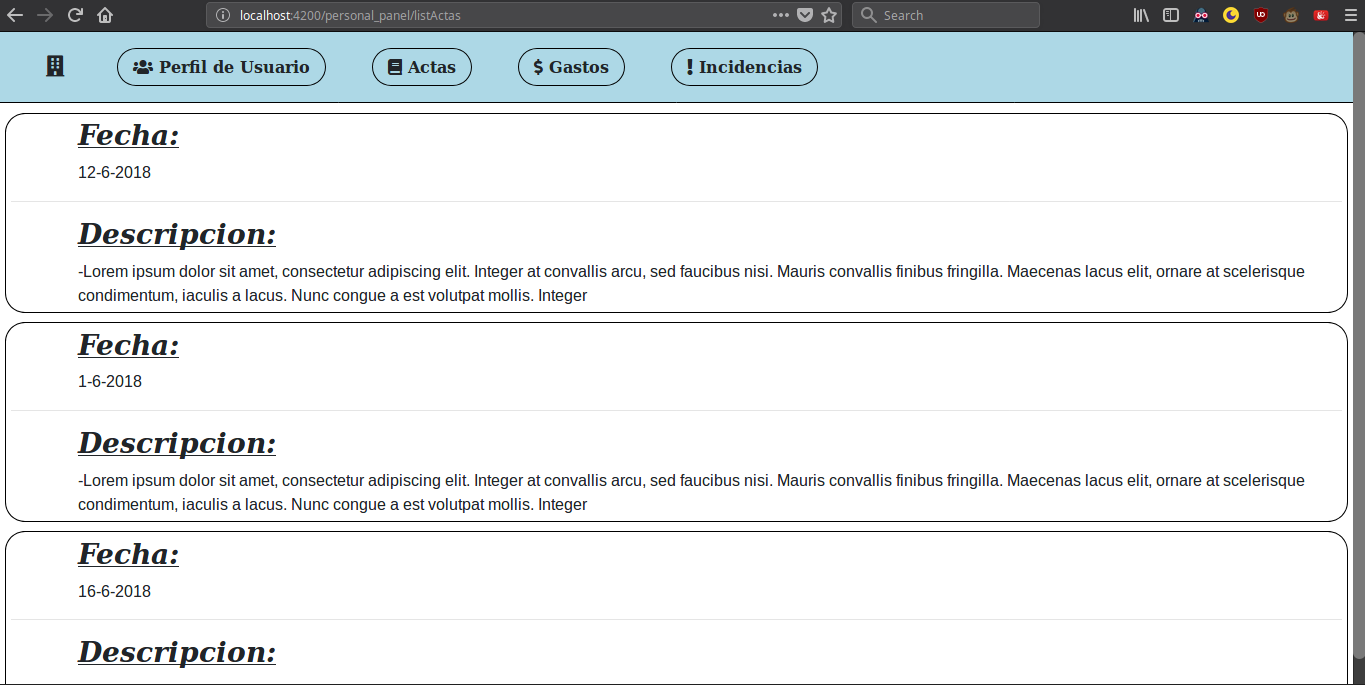 localhost:4200/personal_panel/listActas
Search
Perfil de Usuario
Actas
$ Gastos
! Incidencias
Fecha:
12-6-2018
Descripcion:
-Lorem ipsum dolor sit amet, consectetur adipiscing elit. Integer at convallis arcu, sed faucibus nisi. Mauris convallis finibus fringilla. Maecenas lacus elit, ornare at scelerisque
condimentum, iaculis a lacus. Nunc congue a est volutpat mollis. Integer
Fecha:
1-6-2018
Descripcion:
-Lorem ipsum dolor sit amet, consectetur adipiscing elit. Integer at convallis arcu, sed faucibus nisi. Mauris convallis finibus fringilla. Maecenas lacus elit, ornare at scelerisque
condimentum, iaculis a lacus. Nunc congue a est volutpat mollis. Integer
Fecha:
16-6-2018
Descripcion: